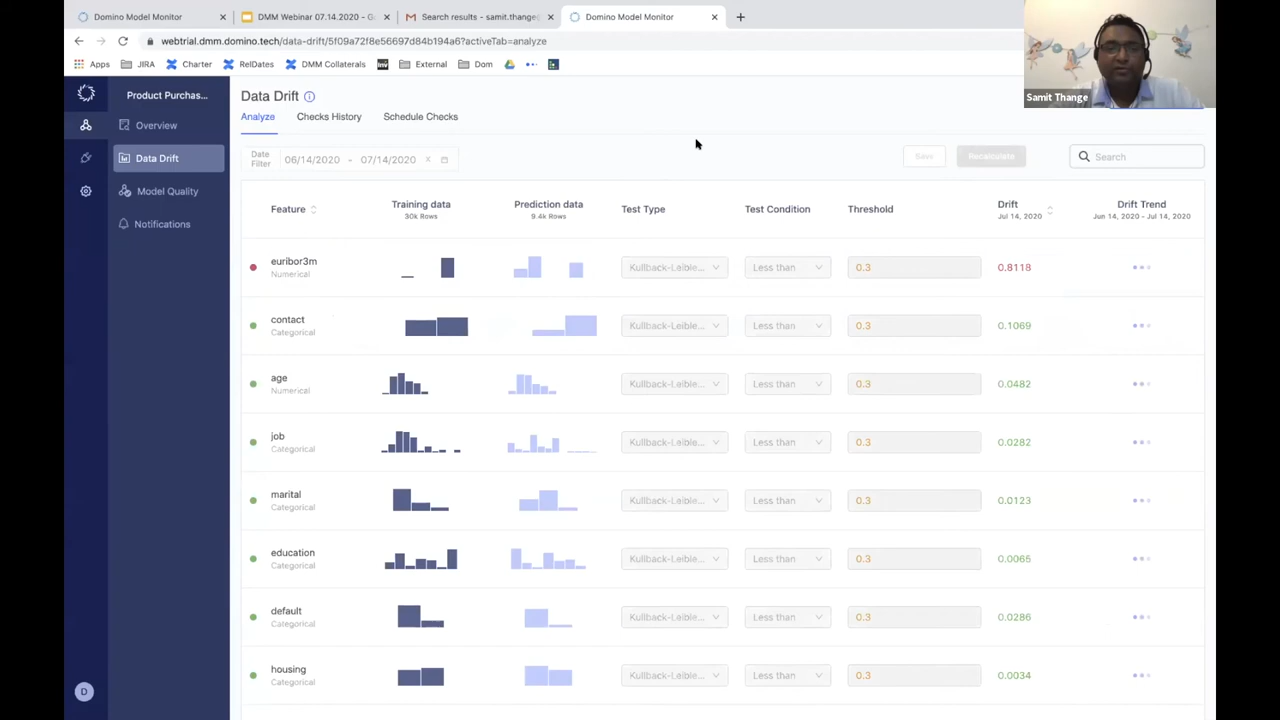 Domino Model Monitor
DMM Webinar 07.14.2020 - G
Search results - samit.thange
Domino Model Monitor
webtrial.dmm.domino.tech/data-drift/5f09a72f8e56697d84b194a6?activeTab=analyze
Apps JIRA Charter RelDates DMM Collaterals inv External Dom
Samit Thange
Product Purchas...
Overview
Data Drift
Model Quality
Notifications
D
Data Drift
Analyze Checks History Schedule Checks
Date Filter 06/14/2020 - 07/14/2020
Save Recalculate Search
Feature Training data Prediction data Test Type Test Condition Threshold Drift Drift Trend
30k Rows 9.4k Rows Jul 14, 2020 Jun 14, 2020 - Jul 14, 2020
euribor3m Kullback-Leible... Less than 0.3 0.8118
Numerical
contact Kullback-Leible... Less than 0.3 0.1069
Categorical
age Kullback-Leible... Less than 0.3 0.0482
Numerical
job Kullback-Leible... Less than 0.3 0.0282
Categorical
marital Kullback-Leible... Less than 0.3 0.0123
Categorical
education Kullback-Leible... Less than 0.3 0.0065
Categorical
default Kullback-Leible... Less than 0.3 0.0286
Categorical
housing Kullback-Leible... Less than 0.3 0.0034
Categorical